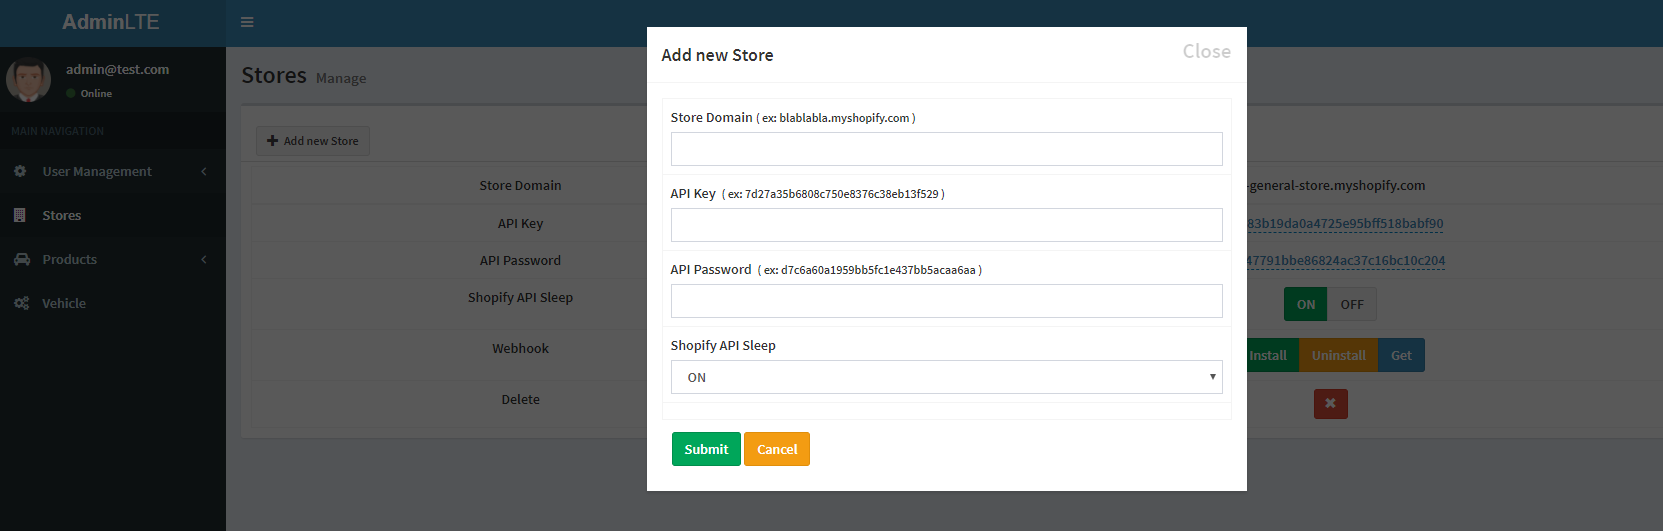 AdminLTE
admin@test.com
Online
MAIN NAVIGATION
User Management
Stores
Products
Vehicle
Stores Manage
Add new Store
Store Domain
-general-store.myshopify.com
API Key
83b19da0a4725e95bff518babf90
API Password
47791bbe86824ac37c16bc10c204
Shopify API Sleep
ON OFF
Webhook
Install Uninstall Get
Delete
Add new Store
Close
Store Domain ( ex: blablabla.myshopify.com )
API Key ( ex: 7d27a35b6808c750e8376c38eb13f529 )
API Password ( ex: d7c6a60a1959bb5fc1e437bb5acaa6aa )
Shopify API Sleep
ON
Submit Cancel